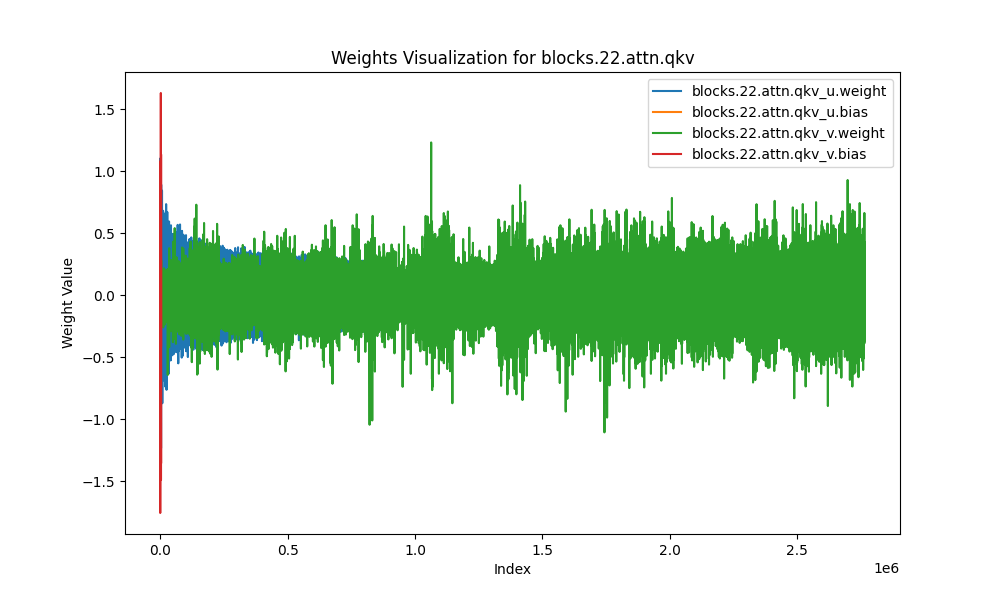 Weights Visualization for blocks.22.attn.qkv
blocks.22.attn.qkv_u.weight
blocks.22.attn.qkv_u.bias
blocks.22.attn.qkv_v.weight
blocks.22.attn.qkv_v.bias
Weight Value
1.5
1.0
0.5
0.0
−0.5
−1.0
−1.5
0.0 0.5 1.0 1.5 2.0 2.5
1e6
Index